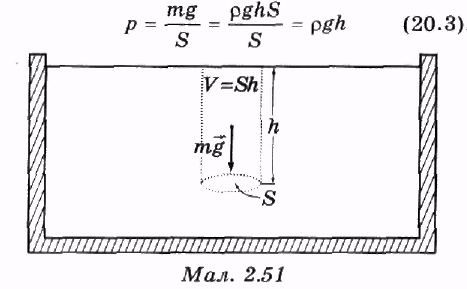 p = mg/S = ρghS/S = ρgh (20.3)
V=Sh
h
mg⃗
S
Мал. 2.51